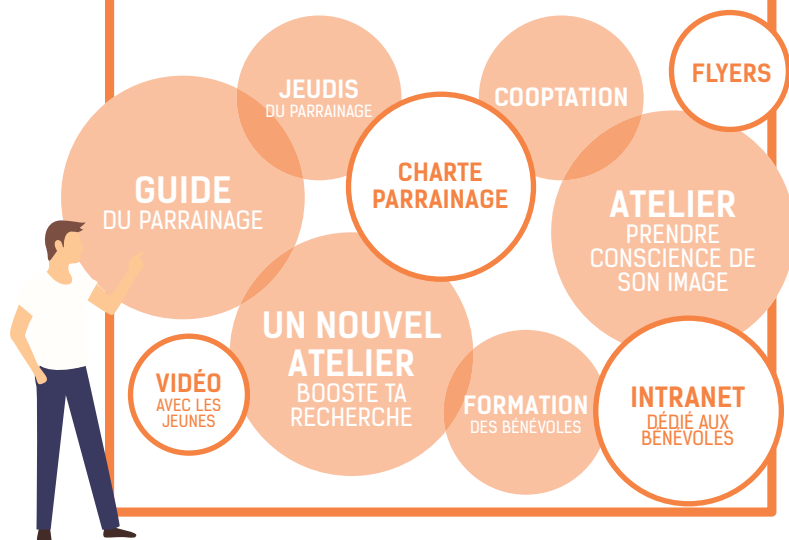 JEUDIS
DU PARRAINAGE
COOPTATION
FLYERS
GUIDE
DU PARRAINAGE
CHARTE
PARRAINAGE
ATELIER
PRENDRE
CONSCIENCE DE
SON IMAGE
UN NOUVEL
ATELIER
BOOSTE TA
RECHERCHE
VIDÉO
AVEC LES
JEUNES
FORMATION
DES BÉNÉVOLES
INTRANET
DÉDIÉ AUX
BÉNÉVOLES